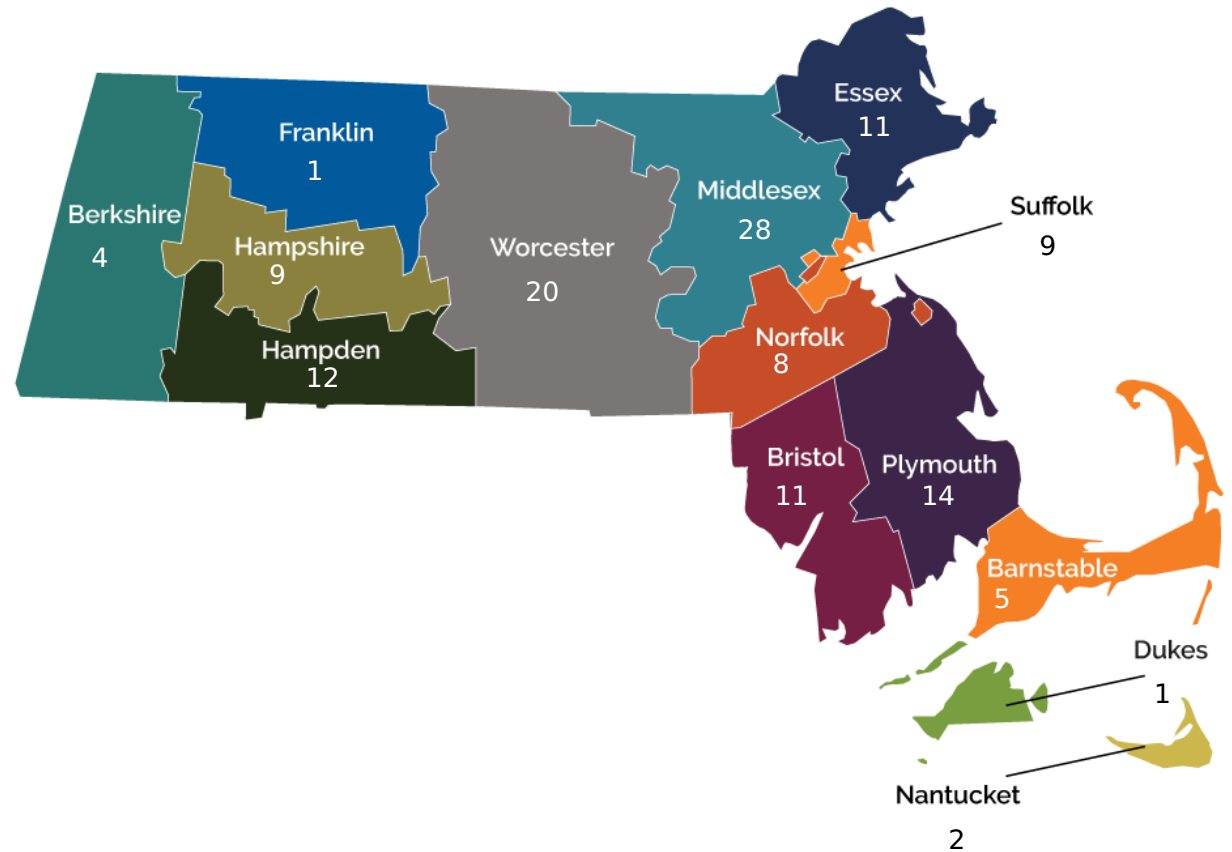 Essex
11
Franklin
1
Middlesex
28
Suffolk
9
Berkshire
4
Hampshire
9
Worcester
20
Norfolk
8
Hampden
12
Bristol
11
Plymouth
14
Barnstable
5
Dukes
1
Nantucket
2